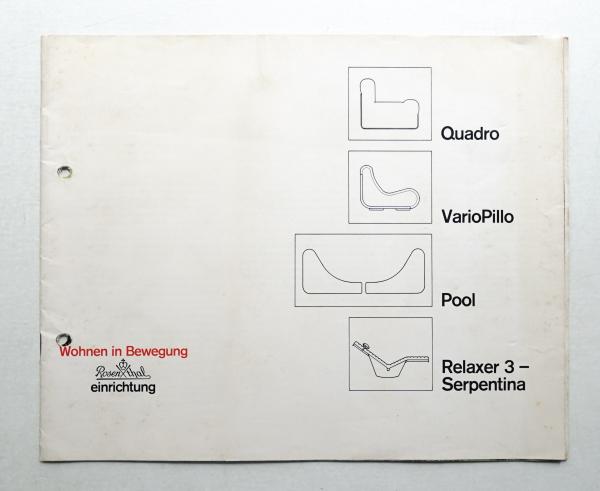 Quadro
VarioPillo
Pool
Relaxer 3 –
Serpentina
Wohnen in Bewegung
Rosenthal
einrichtung